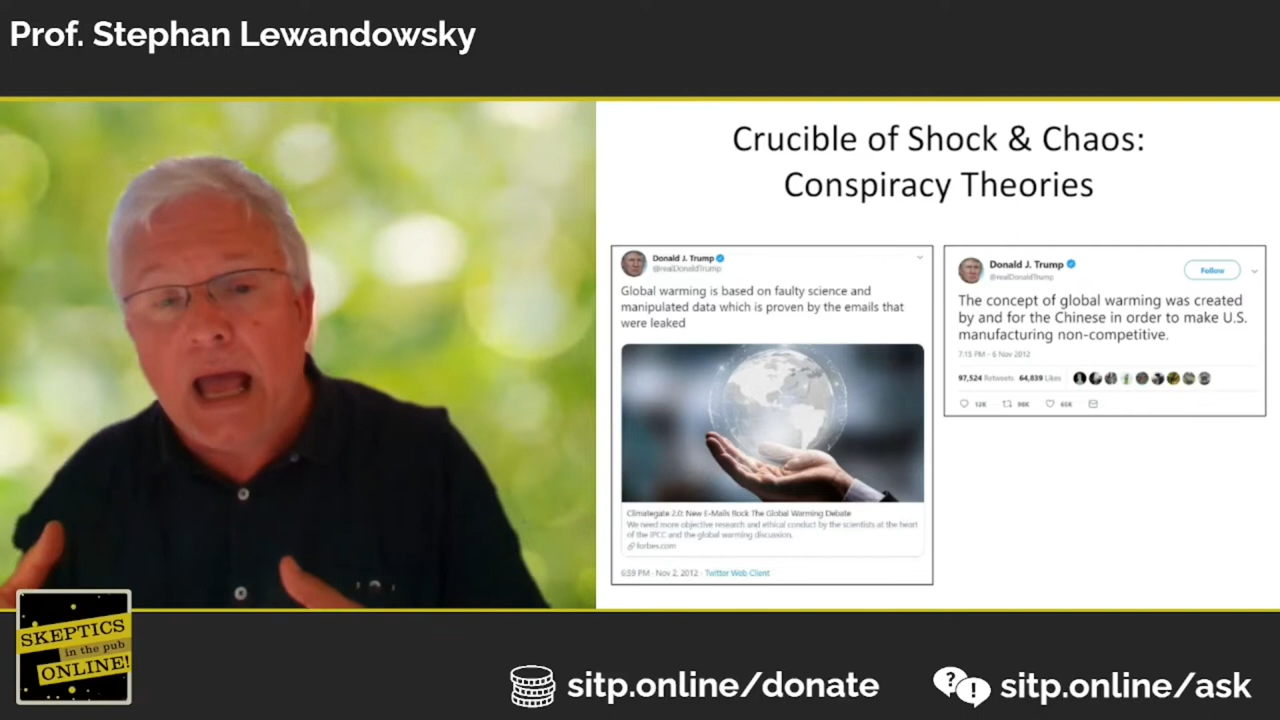 Prof. Stephan Lewandowsky
Crucible of Shock & Chaos:
Conspiracy Theories
Donald J. Trump
@realDonaldTrump
Global warming is based on faulty science and
manipulated data which is proven by the emails that
were leaked
Climategate 2.0: New E-Mails Rock The Global Warming Debate
We need more objective research and ethical conduct by the scientists at the heart
of the IPCC and the global warming discussion.
forbes.com
6:59 PM · Nov 2, 2012 · Twitter Web Client
Donald J. Trump
@realDonaldTrump
Follow
The concept of global warming was created
by and for the Chinese in order to make U.S.
manufacturing non-competitive.
7:15 PM - 6 Nov 2012
97,524 Retweets 64,839 Likes
12K 98K 65K
SKEPTICS
in the pub
ONLINE!
sitp.online/donate
sitp.online/ask